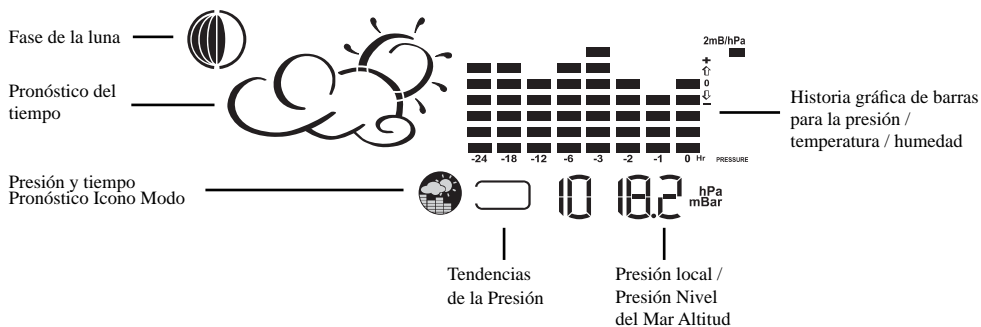 Fase de la luna
Pronóstico del
tiempo
Presión y tiempo
Pronóstico Icono Modo
2mB/hPa
+
0
-
-24 -18 -12 -6 -3 -2 -1 0 Hr PRESSURE
Historia gráfica de barras
para la presión /
temperatura / humedad
10 18.2 hPa
mBar
Tendencias
de la Presión
Presión local /
Presión Nivel
del Mar Altitud